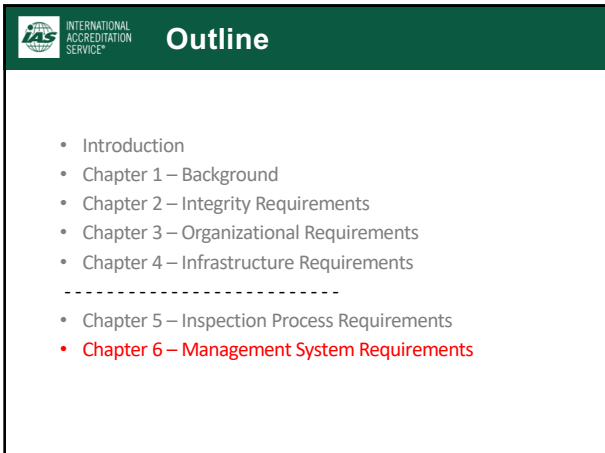 IAS
INTERNATIONAL
ACCREDITATION
SERVICE®
Outline
• Introduction
• Chapter 1 – Background
• Chapter 2 – Integrity Requirements
• Chapter 3 – Organizational Requirements
• Chapter 4 – Infrastructure Requirements
- - - - - - - - - - - - - - - - - - - - - - - - - -
• Chapter 5 – Inspection Process Requirements
• Chapter 6 – Management System Requirements